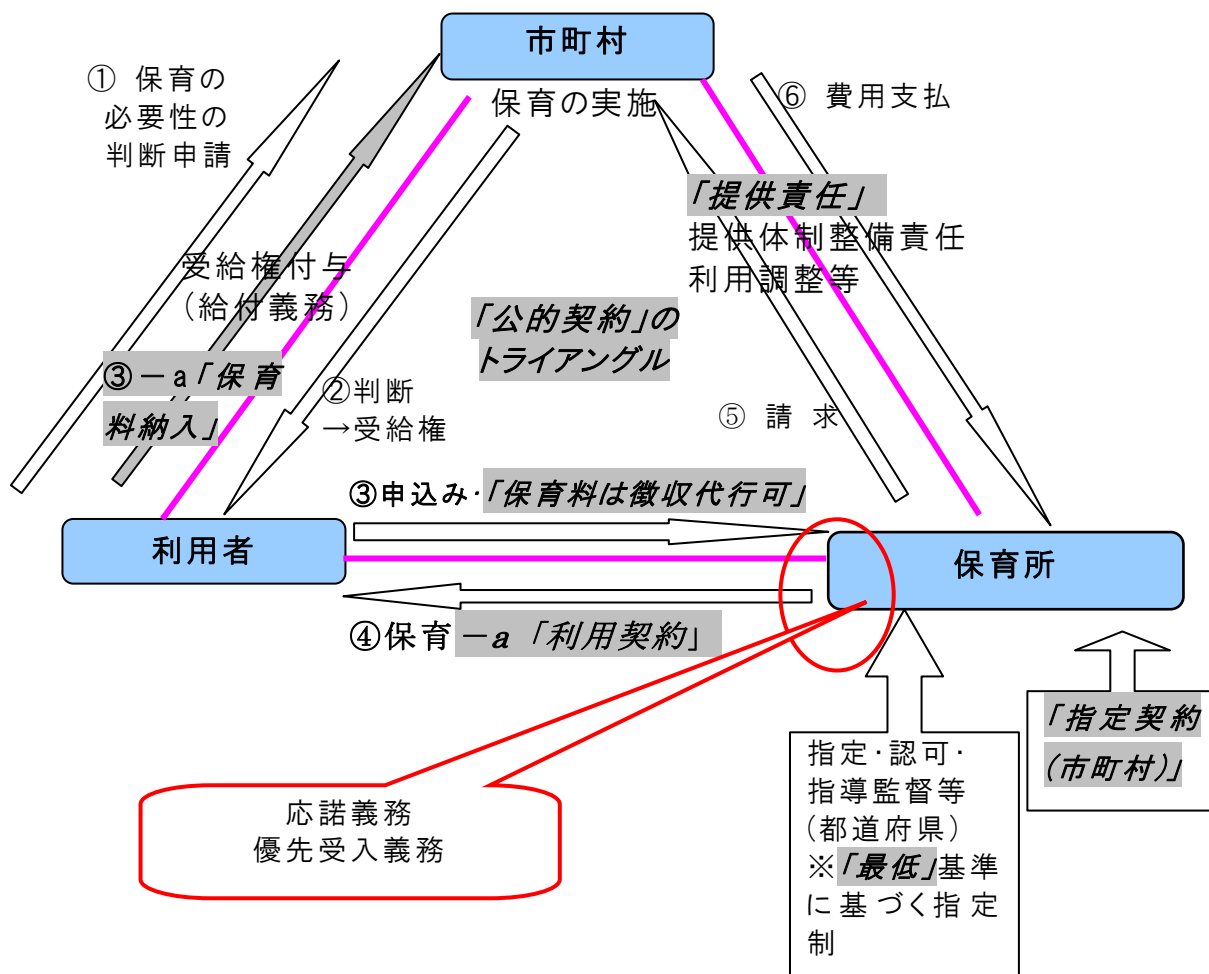 市町村
① 保育の
必要性の
判断申請
保育の実施
⑥ 費用支払
「提供責任」
提供体制整備責任
利用調整等
受給権付与
（給付義務）
「公的契約」の
トライアングル
③－a「保育
料納入」
②判断
→受給権
⑤ 請求
③申込み・「保育料は徴収代行可」
利用者
保育所
④保育－a「利用契約」
「指定契約
（市町村）」
指定・認可・
指導監督等
（都道府県）
※「最低」基準
に基づく指定
制
応諾義務
優先受入義務